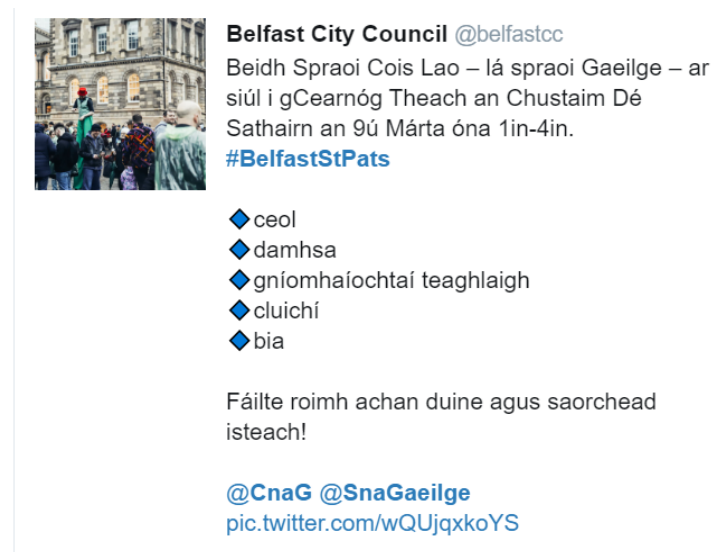 Belfast City Council @belfastcc
Beidh Spraoi Cois Lao – lá spraoi Gaeilge – ar
siúl i gCearnóg Theach an Chustaim Dé
Sathairn an 9ú Márta óna 1in-4in.
#BelfastStPats
🔷ceol
🔷damhsa
🔷gníomhaíochtaí teaghlaigh
🔷cluichí
🔷bia
Fáilte roimh achan duine agus saorchead
isteach!
@CnaG @SnaGaeilge
pic.twitter.com/wQUjqxkoYS